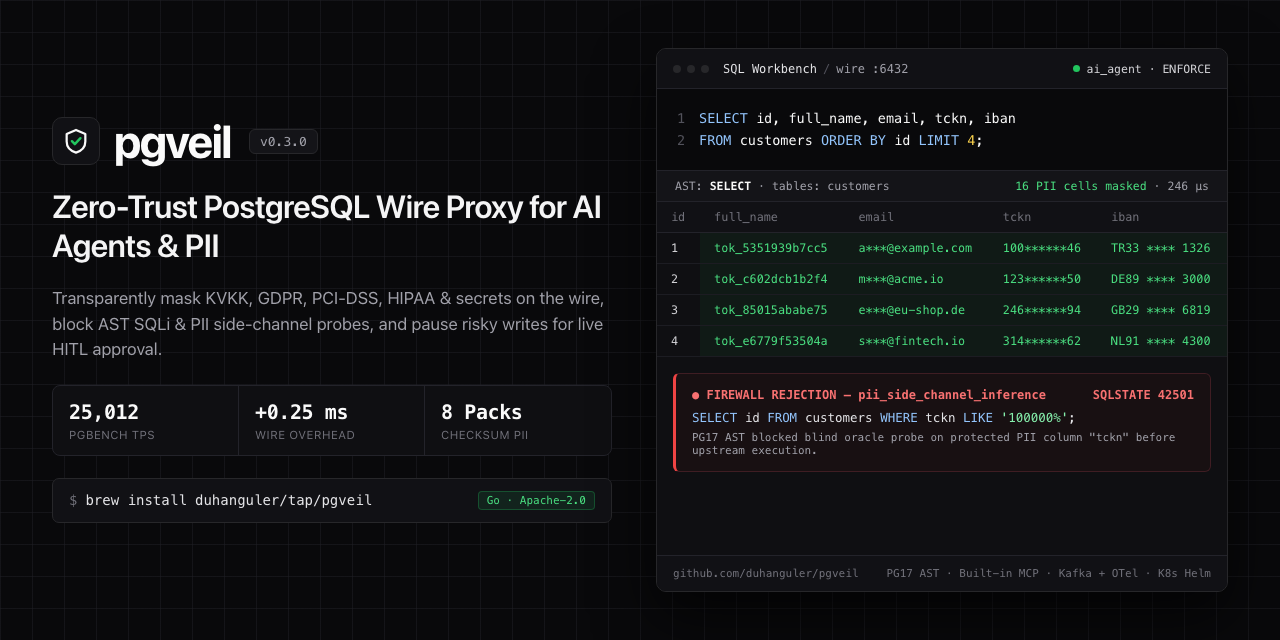 pgveil v0.3.0
Zero-Trust PostgreSQL Wire Proxy for AI
Agents & PII
Transparently mask KVKK, GDPR, PCI-DSS, HIPAA & secrets on the wire,
block AST SQLi & PII side-channel probes, and pause risky writes for live
HITL approval.
25,012 +0.25 ms 8 Packs
PGBENCH TPS WIRE OVERHEAD CHECKSUM PII
$ brew install duhanguler/tap/pgveil Go · Apache-2.0
SQL Workbench / wire :6432 ai_agent · ENFORCE
1 SELECT id, full_name, email, tckn, iban
2 FROM customers ORDER BY id LIMIT 4;
AST: SELECT · tables: customers 16 PII cells masked · 246 µs
id full_name email tckn iban
1 tok_5351939b7cc5 a***@example.com 100******46 TR33 **** 1326
2 tok_c602dcb1b2f4 m***@acme.io 123******50 DE89 **** 3000
3 tok_85015ababe75 e***@eu-shop.de 246******94 GB29 **** 6819
4 tok_e6779f53504a s***@fintech.io 314******62 NL91 **** 4300
● FIREWALL REJECTION — pii_side_channel_inference SQLSTATE 42501
SELECT id FROM customers WHERE tckn LIKE '100000%';
PG17 AST blocked blind oracle probe on protected PII column "tckn" before
upstream execution.
github.com/duhanguler/pgveil PG17 AST · Built-in MCP · Kafka + OTel · K8s Helm